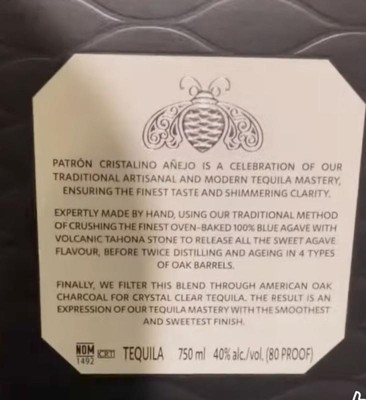 PATRÓN CRISTALINO AÑEJO IS A CELEBRATION OF OUR
TRADITIONAL ARTISANAL AND MODERN TEQUILA MASTERY,
ENSURING THE FINEST TASTE AND SHIMMERING CLARITY.
EXPERTLY MADE BY HAND, USING OUR TRADITIONAL METHOD
OF CRUSHING THE FINEST OVEN-BAKED 100% BLUE AGAVE WITH
VOLCANIC TAHONA STONE TO RELEASE ALL THE SWEET AGAVE
FLAVOUR, BEFORE TWICE DISTILLING AND AGEING IN 4 TYPES
OF OAK BARRELS.
FINALLY, WE FILTER THIS BLEND THROUGH AMERICAN OAK
CHARCOAL FOR CRYSTAL CLEAR TEQUILA. THE RESULT IS AN
EXPRESSION OF OUR TEQUILA MASTERY WITH THE SMOOTHEST
AND SWEETEST FINISH.
NOM CRT TEQUILA 750 ml 40% alc./vol. (80 PROOF)
1492